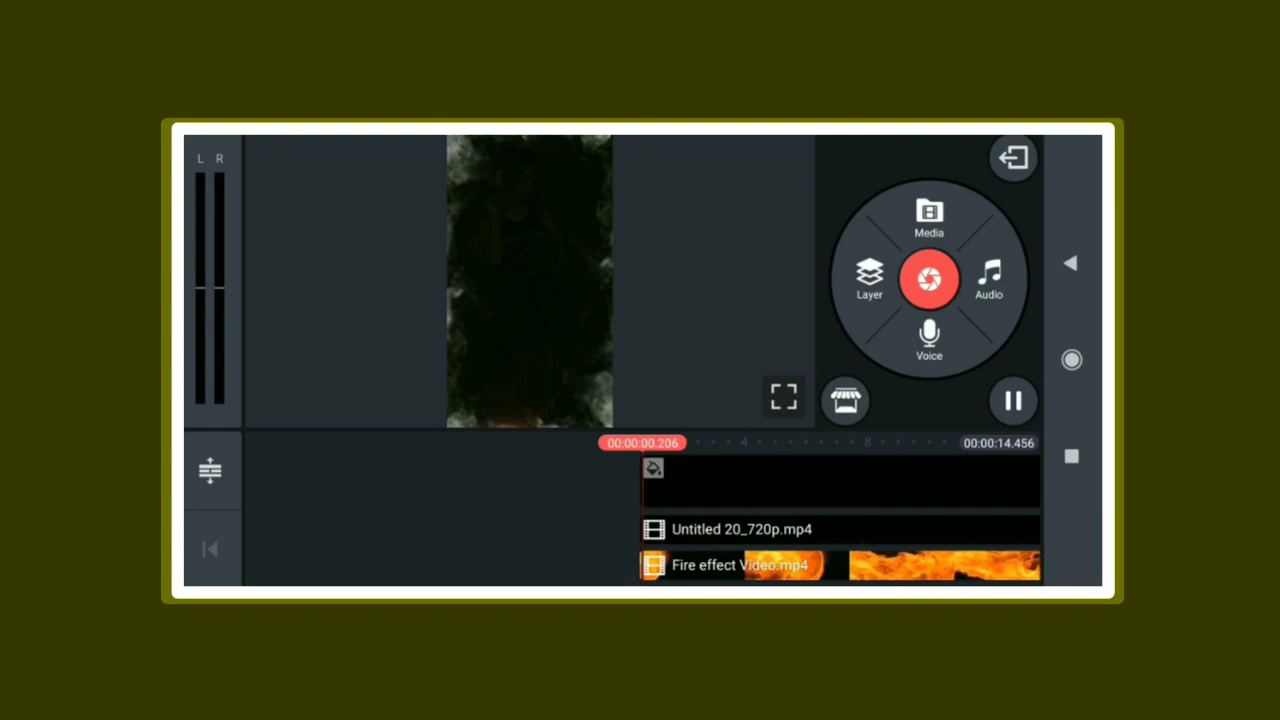 L R
Media
Layer
Audio
Voice
00:00:00.206
4
8
00:00:14.456
Untitled 20_720p.mp4
Fire effect Video.mp4